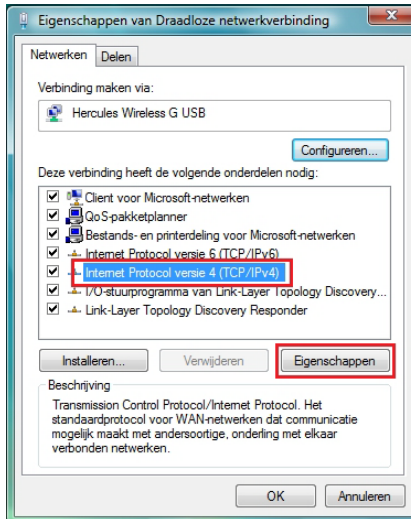 Eigenschappen van Draadloze netwerkverbinding
Netwerken
Delen
Verbinding maken via:
Hercules Wireless G USB
Configureren...
Deze verbinding heeft de volgende onderdelen nodig:
Client voor Microsoft-netwerken
QoS-pakketplanner
Bestands- en printerdeling voor Microsoft-netwerken
Internet Protocol versie 6 (TCP/IPv6)
Internet Protocol versie 4 (TCP/IPv4)
I/O-stuurprogramma van Link-Layer Topology Discovery...
Link-Layer Topology Discovery Responder
Installeren...
Verwijderen
Eigenschappen
Beschrijving
Transmission Control Protocol/Internet Protocol. Het
standaardprotocol voor WAN-netwerken dat communicatie
mogelijk maakt met andersoortige, onderling met elkaar
verbonden netwerken.
OK
Annuleren